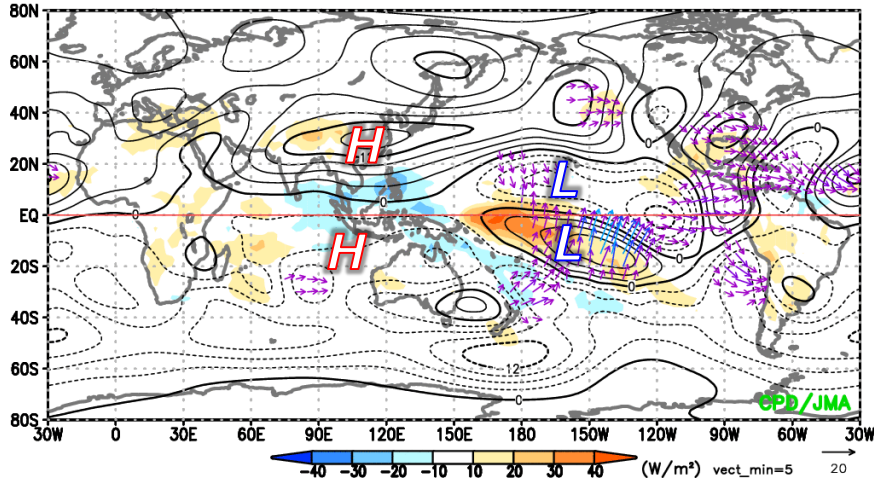 80N
60N
40N
20N
EQ
20S
40S
60S
80S
H
L
H
L
0
0
0
0
0
0
12
CPD/JMA
30W 0 30E 60E 90E 120E 150E 180 150W 120W 90W 60W 30W
-40 -30 -20 -10 10 20 30 40 (W/m²) vect_min=5 20